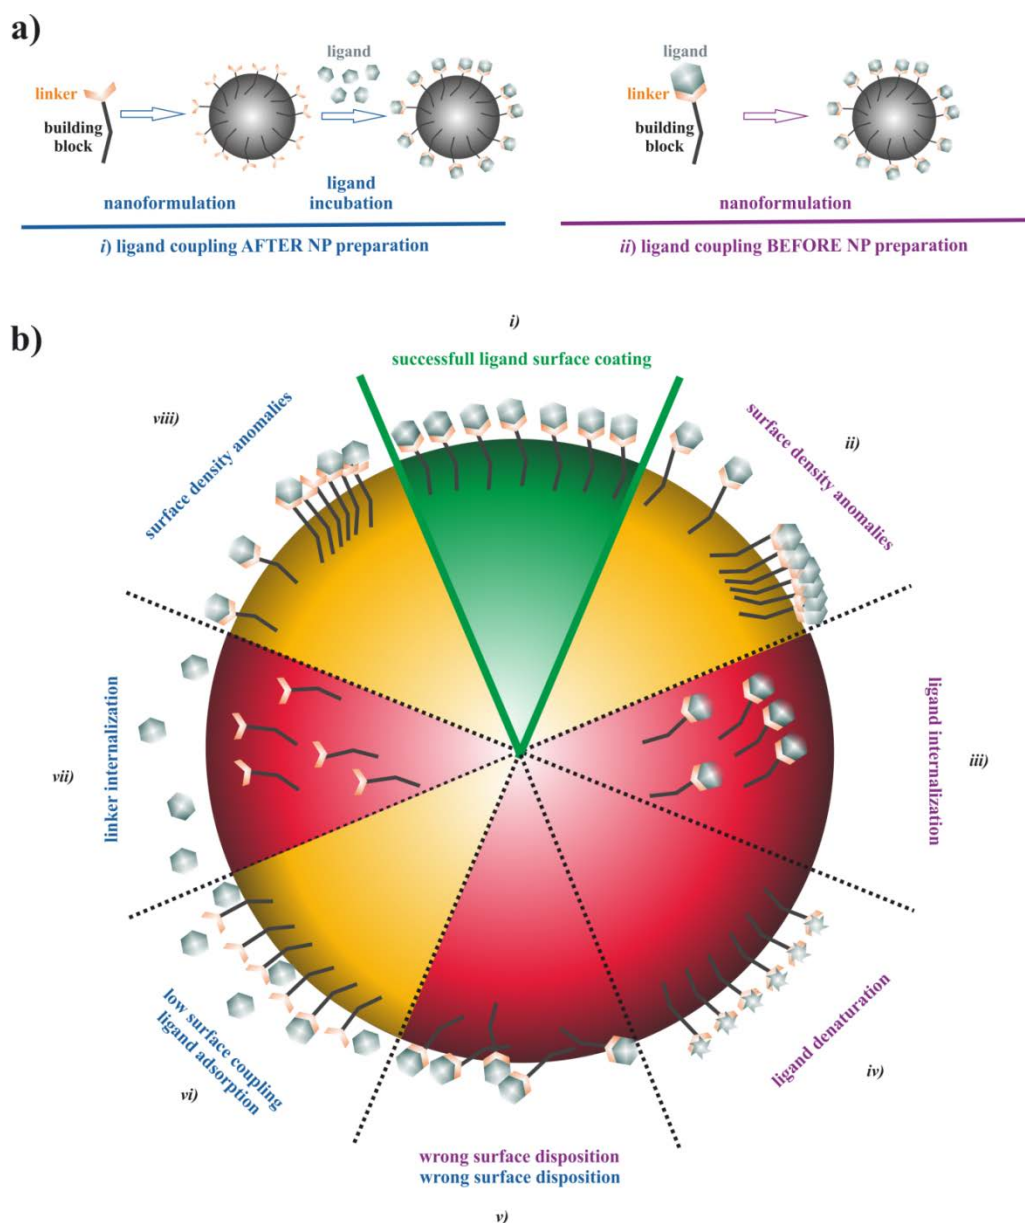 a)
linker
building
block
ligand
nanoformulation
ligand
incubation
i) ligand coupling AFTER NP preparation
ligand
linker
building
block
nanoformulation
ii) ligand coupling BEFORE NP preparation
b)
i)
successfull ligand surface coating
ii)
surface density anomalies
iii)
ligand internalization
iv)
ligand denaturation
wrong surface disposition
wrong surface disposition
v)
vi)
low surface coupling
ligand adsorption
vii)
linker internalization
viii)
surface density anomalies